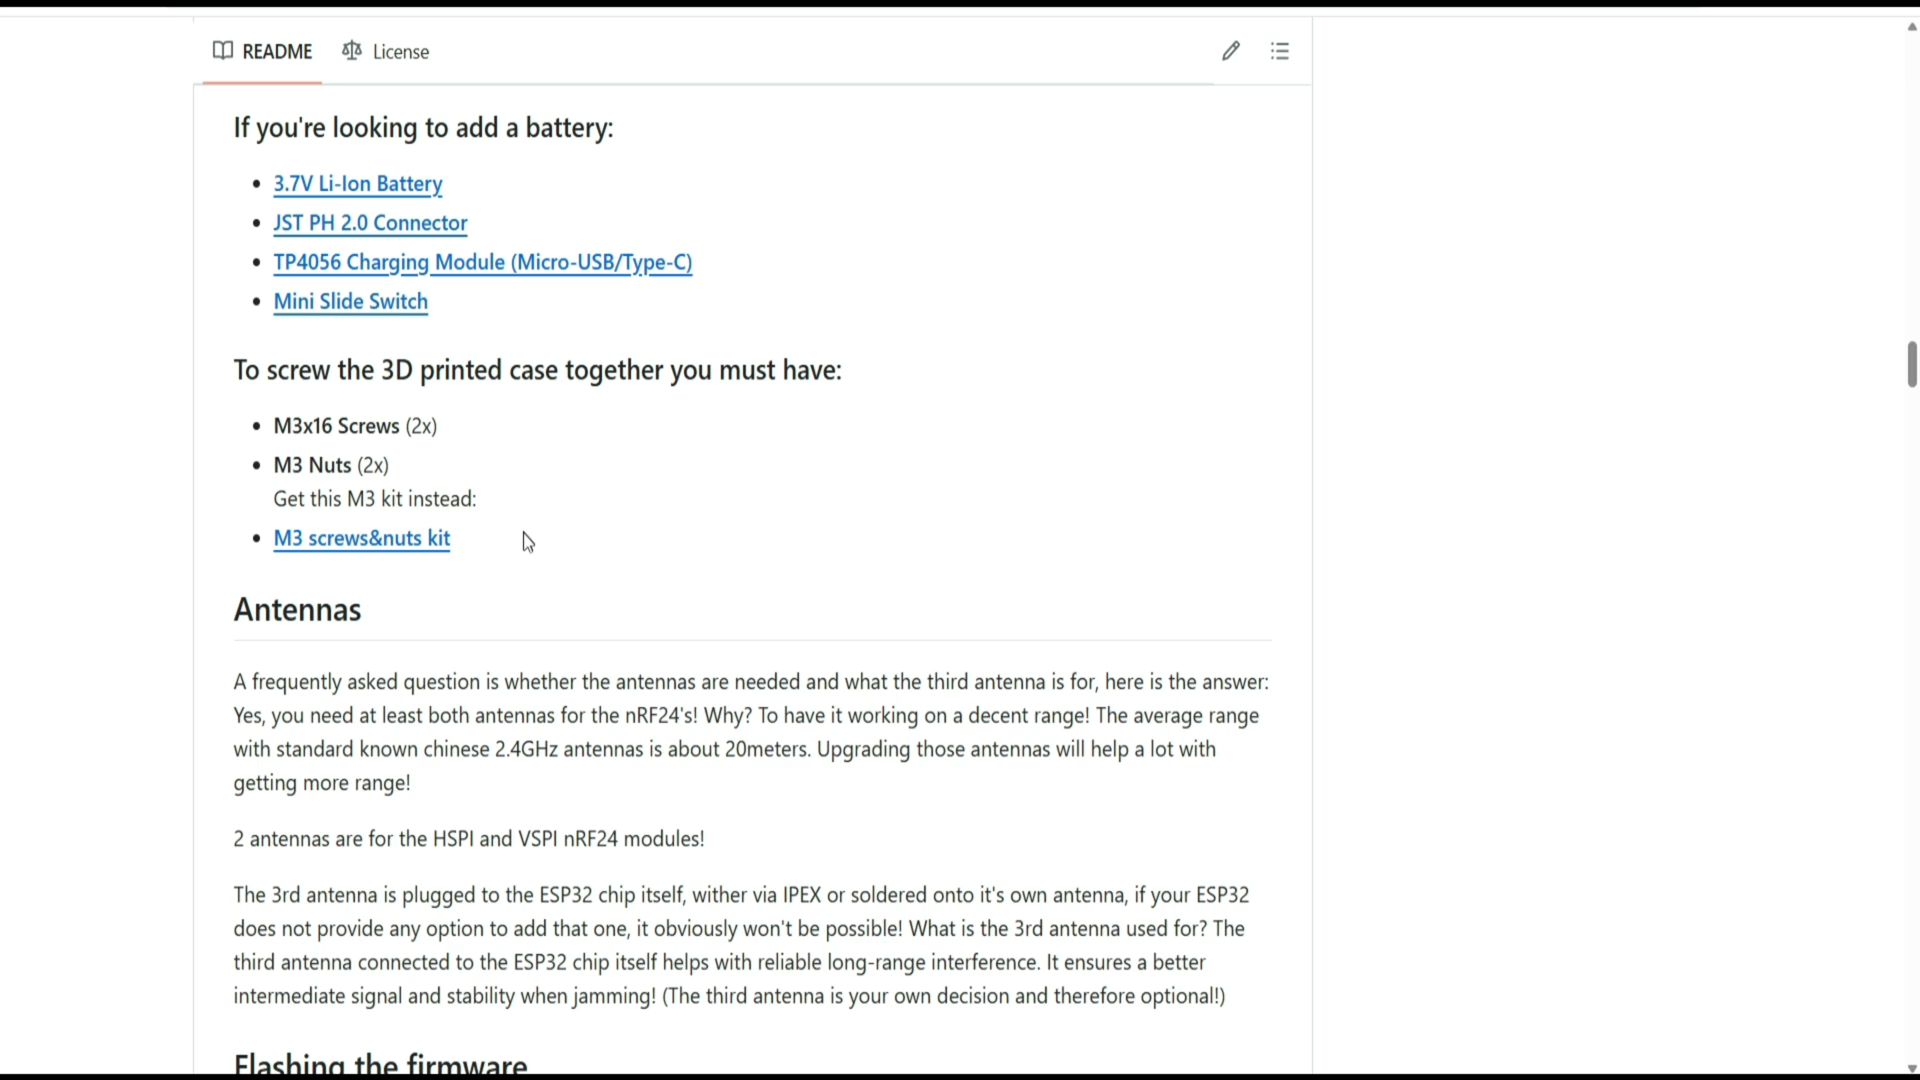 README License
If you're looking to add a battery:
3.7V Li-Ion Battery
JST PH 2.0 Connector
TP4056 Charging Module (Micro-USB/Type-C)
Mini Slide Switch
To screw the 3D printed case together you must have:
M3x16 Screws (2x)
M3 Nuts (2x)
Get this M3 kit instead:
M3 screws&nuts kit
Antennas
A frequently asked question is whether the antennas are needed and what the third antenna is for, here is the answer:
Yes, you need at least both antennas for the nRF24's! Why? To have it working on a decent range! The average range
with standard known chinese 2.4GHz antennas is about 20meters. Upgrading those antennas will help a lot with
getting more range!
2 antennas are for the HSPI and VSPI nRF24 modules!
The 3rd antenna is plugged to the ESP32 chip itself, wither via IPEX or soldered onto it's own antenna, if your ESP32
does not provide any option to add that one, it obviously won't be possible! What is the 3rd antenna used for? The
third antenna connected to the ESP32 chip itself helps with reliable long-range interference. It ensures a better
intermediate signal and stability when jamming! (The third antenna is your own decision and therefore optional!)
Flashing the firmware